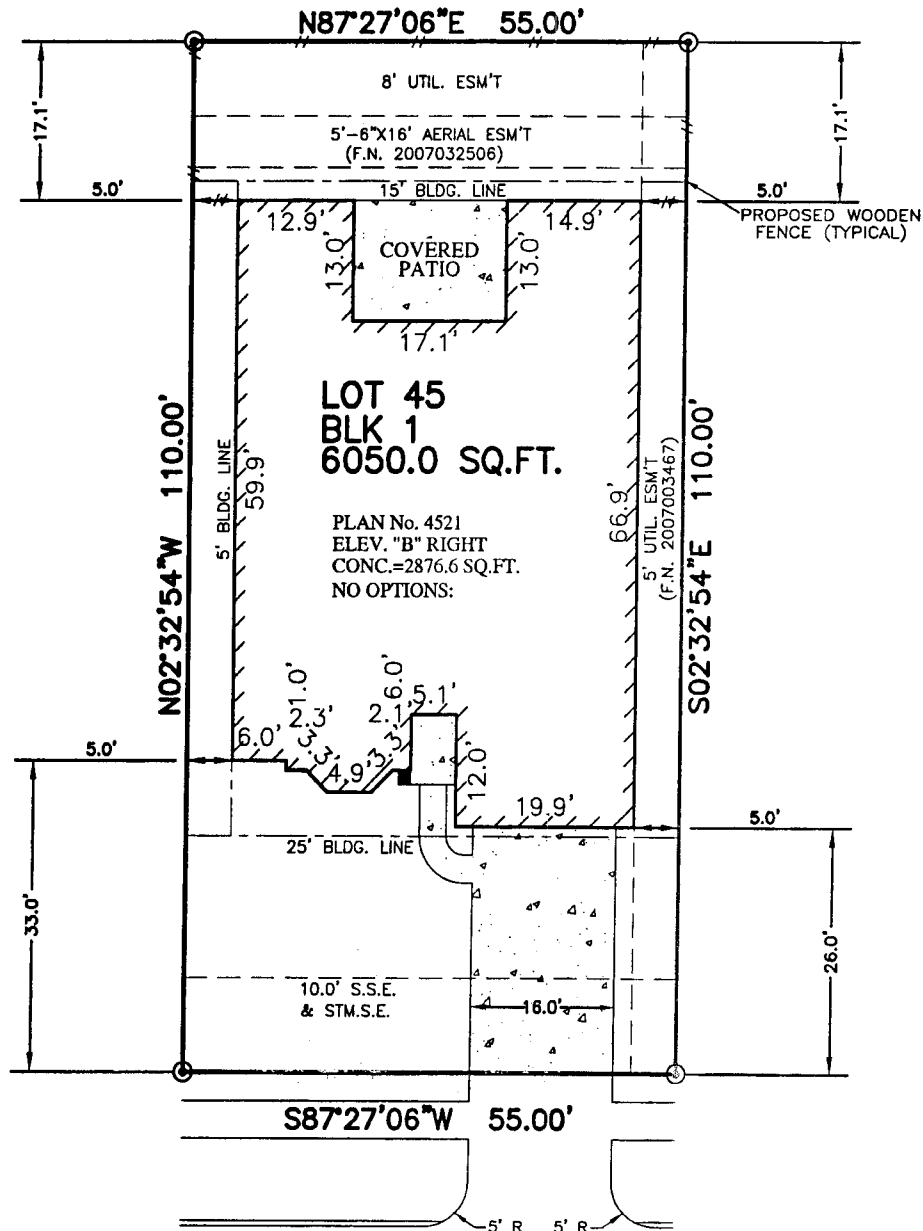 N87°27'06"E 55.00'
8' UTIL. ESM'T
17.1'
17.1'
5'-6"X16' AERIAL ESM'T
(F.N. 2007032506)
15' BLDG. LINE
5.0'
5.0'
PROPOSED WOODEN
FENCE (TYPICAL)
12.9'
14.9'
13.0'
COVERED
PATIO
13.0'
17.1'
LOT 45
BLK 1
6050.0 SQ.FT.
N02°32'54"W 110.00'
5' BLDG. LINE
59.9'
PLAN No. 4521
ELEV. "B" RIGHT
CONC.=2876.6 SQ.FT.
NO OPTIONS:
66.9'
5' UTIL. ESM'T
(F.N. 2007003467)
S02°32'54"E 110.00'
5.0'
6.0'
1.0'
2.3'
3.3'
4.9'
3.3'
2.1'
6.0'
5.1'
12.0'
19.9'
5.0'
25' BLDG. LINE
33.0'
26.0'
10.0' S.S.E.
& STM.S.E.
16.0'
S87°27'06"W 55.00'
5' R
5' R